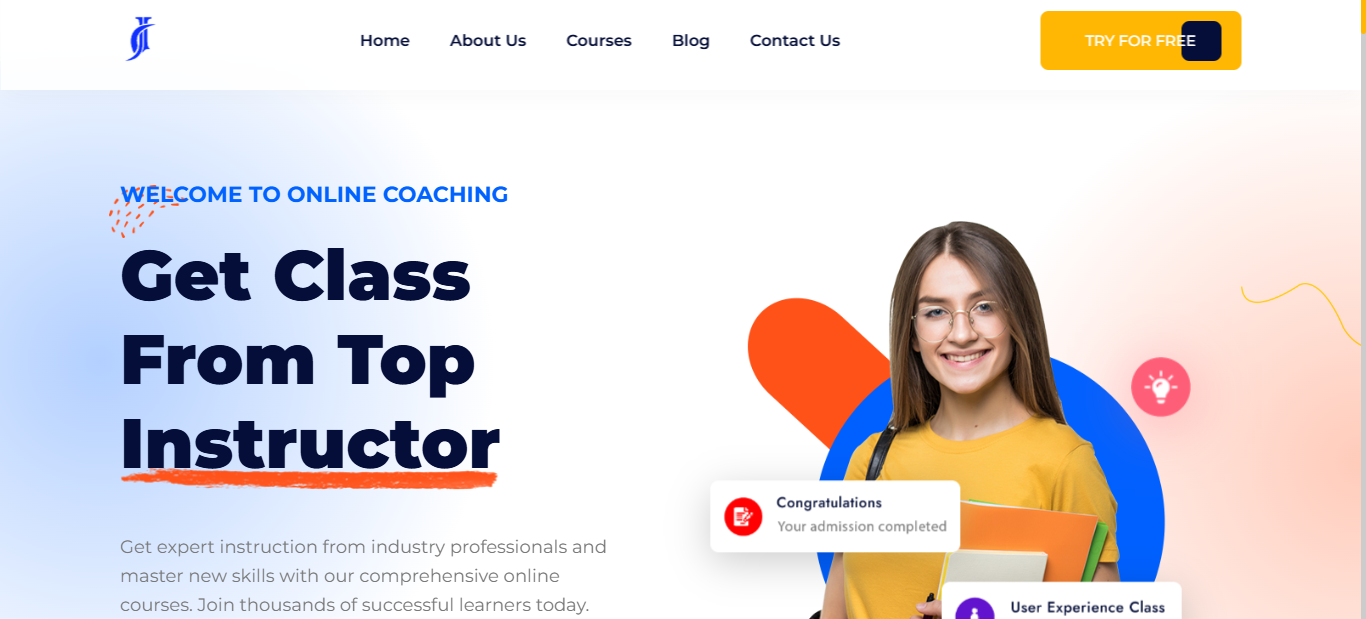 Home About Us Courses Blog Contact Us
TRY FOR FREE
WELCOME TO ONLINE COACHING
Get Class
From Top
Instructor
Get expert instruction from industry professionals and
master new skills with our comprehensive online
courses. Join thousands of successful learners today.
Congratulations
Your admission completed
User Experience Class